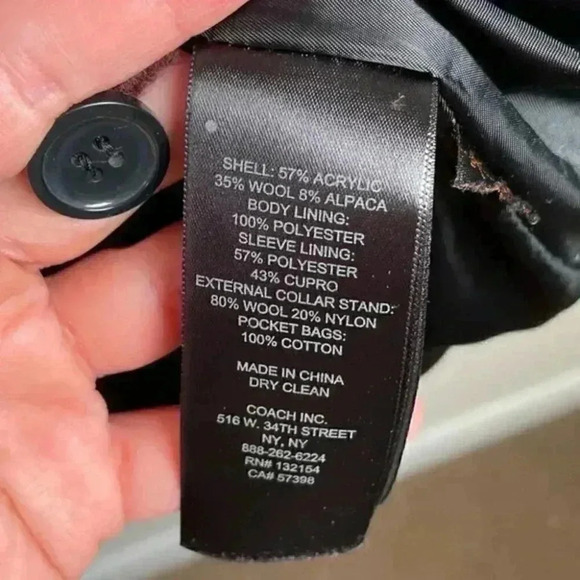 SHELL: 57% ACRYLIC
35% WOOL 8% ALPACA
BODY LINING:
100% POLYESTER
SLEEVE LINING:
57% POLYESTER
43% CUPRO
EXTERNAL COLLAR STAND:
80% WOOL 20% NYLON
POCKET BAGS:
100% COTTON
MADE IN CHINA
DRY CLEAN
COACH INC.
516 W. 34TH STREET
NY, NY
888-262-6224
RN# 132154
CA# 57398